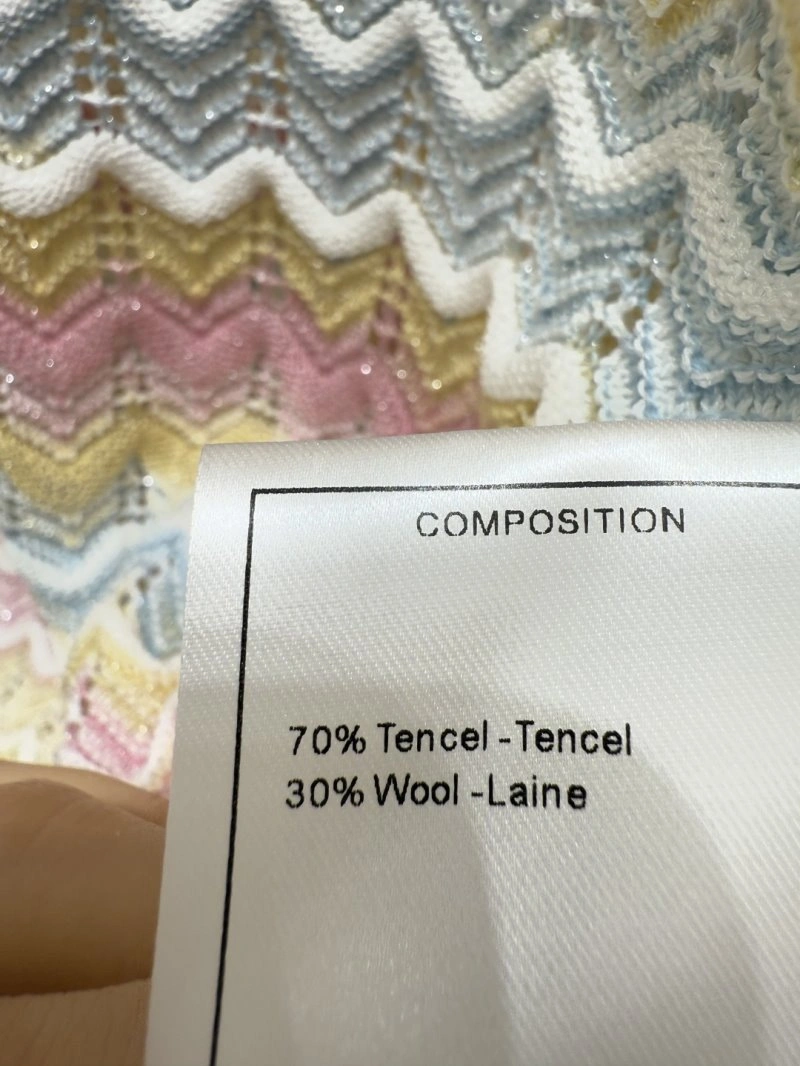 COMPOSITION
70% Tencel -Tencel
30% Wool -Laine